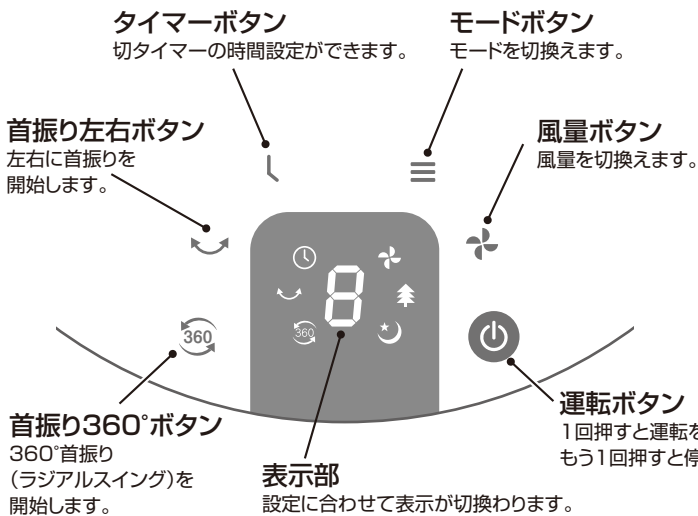 タイマーボタン
切タイマーの時間設定ができます。
モードボタン
モードを切換えます。
首振り左右ボタン
左右に首振りを
開始します。
風量ボタン
風量を切換えます。
8
360
360
首振り360°ボタン
360°首振り
(ラジアルスイング)を
開始します。
表示部
設定に合わせて表示が切換わります。
運転ボタン
1回押すと運転を
もう1回押すと停